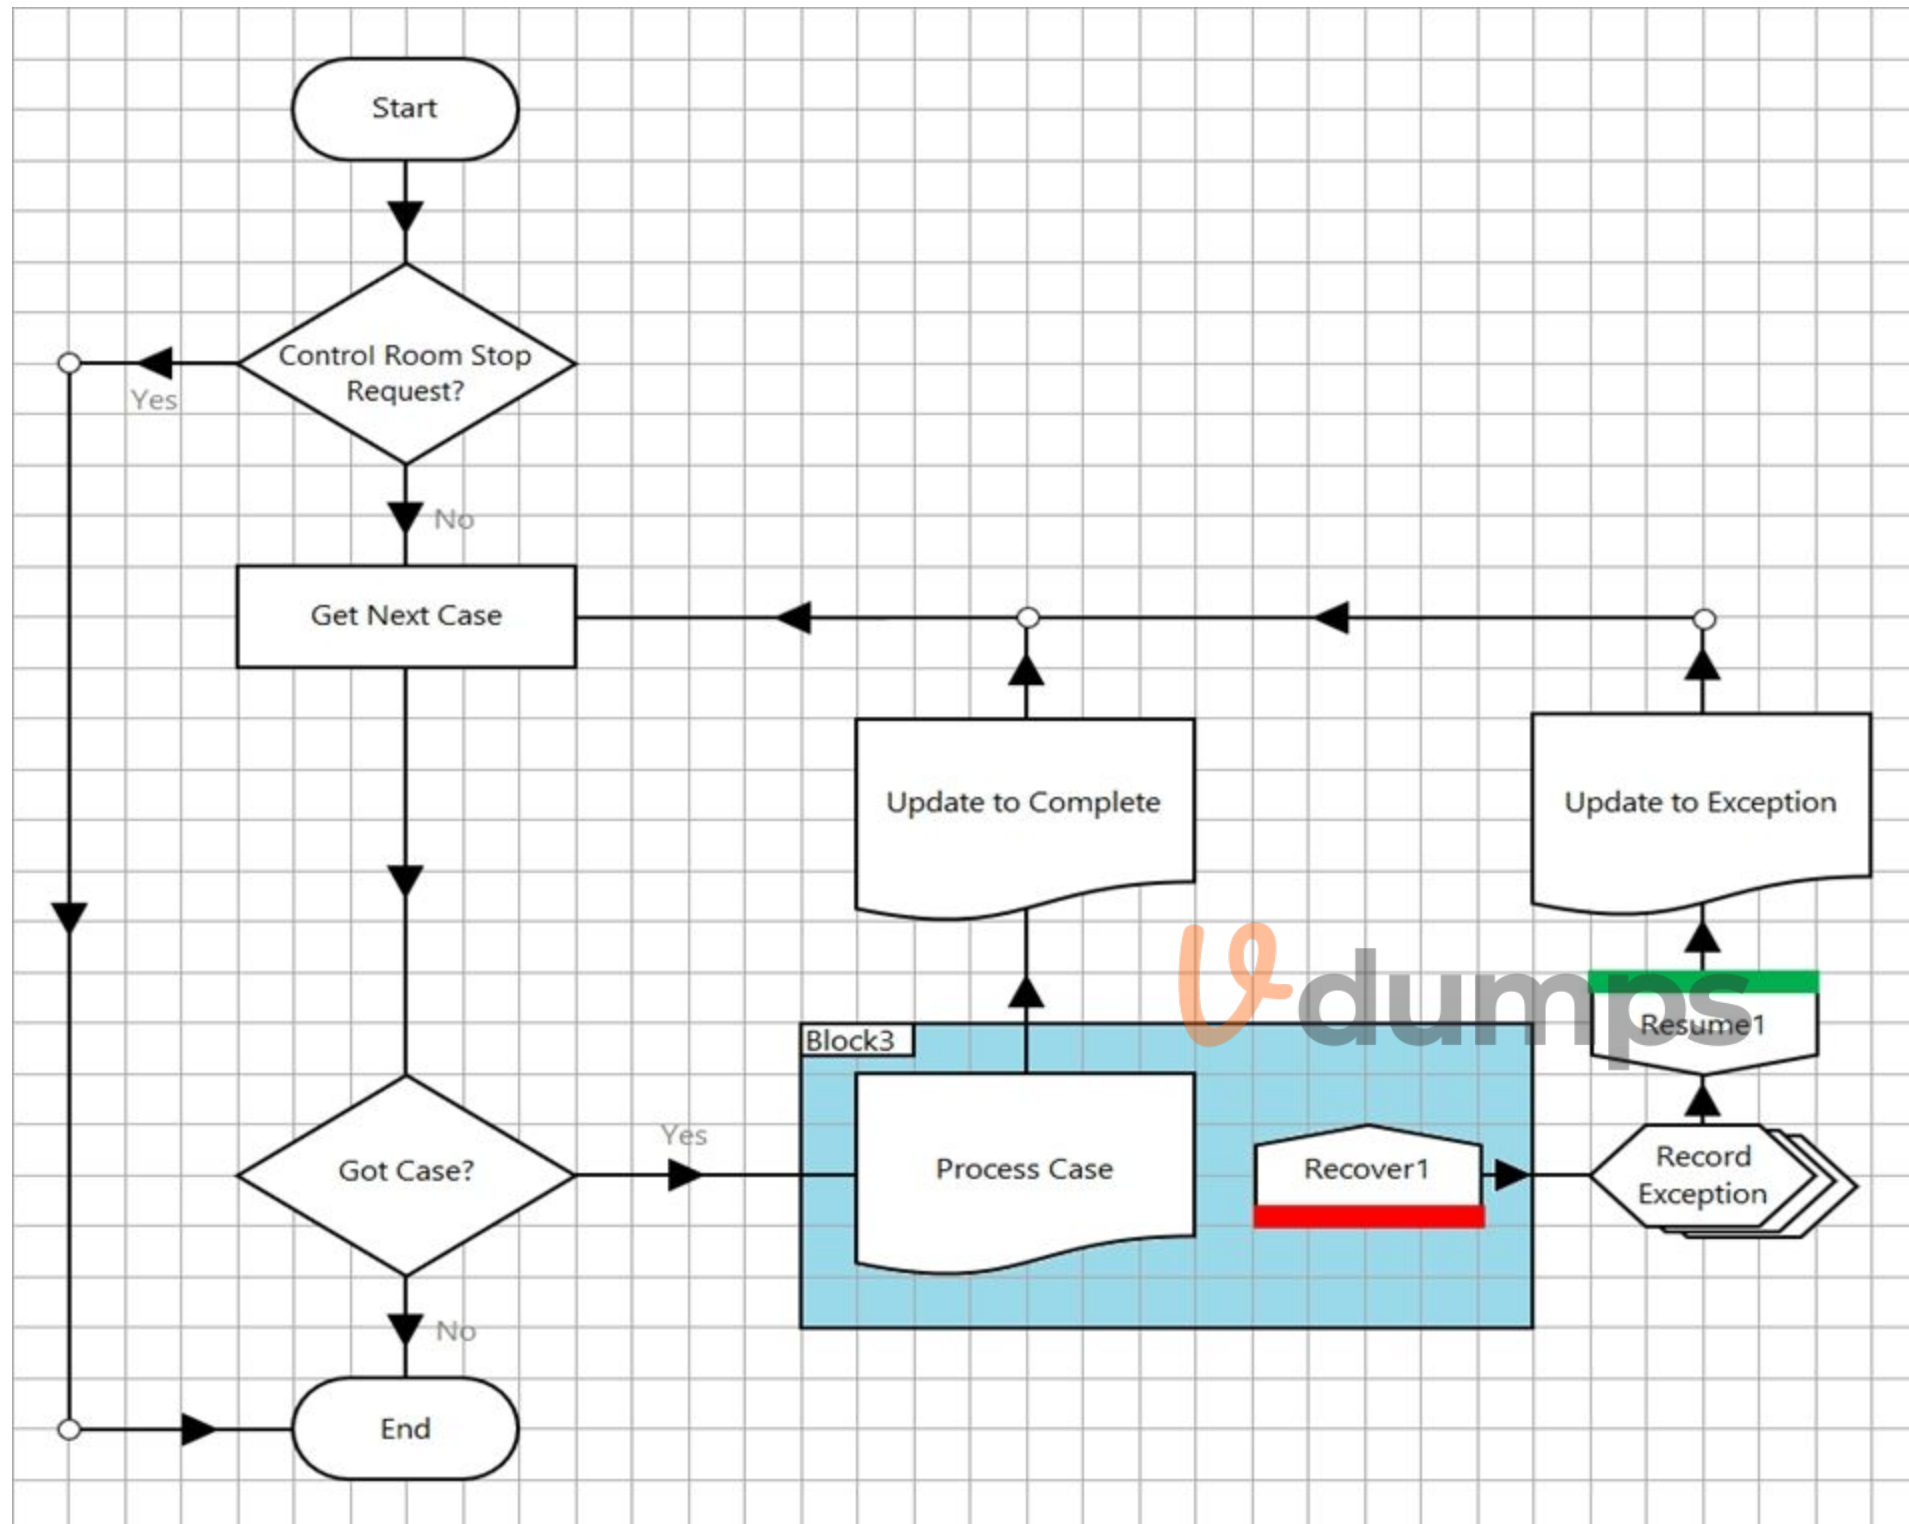 Start
Control Room Stop
Request?
Yes
No
Get Next Case
Update to Complete
Update to Exception
Vdumps
Resume1
Block3
Yes
Got Case?
Process Case
Recover1
Record
Exception
No
End